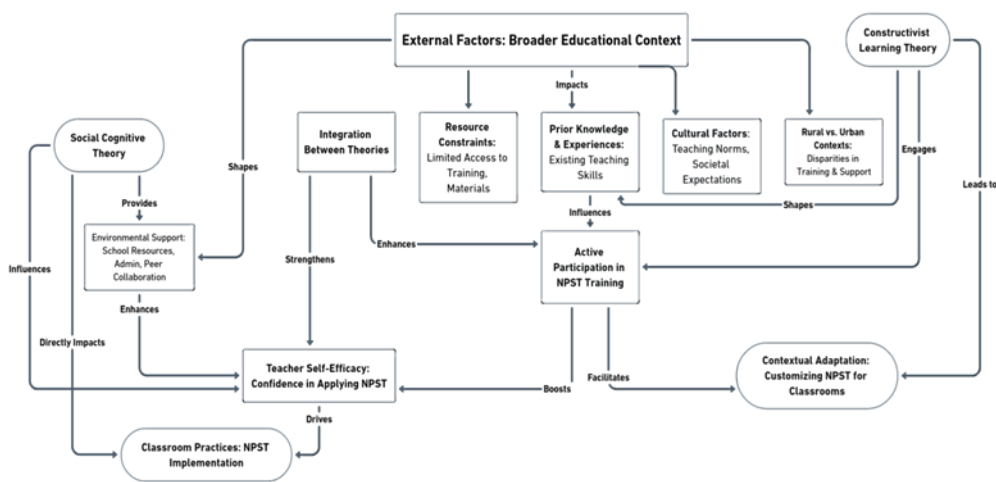 External Factors: Broader Educational Context
Constructivist
Learning Theory
Impacts
Social Cognitive
Theory
Integration
Between Theories
Resource
Constraints:
Limited Access to
Training,
Materials
Prior Knowledge
& Experiences:
Existing Teaching
Skills
Cultural Factors:
Teaching Norms,
Societal
Expectations
Rural vs. Urban
Contexts:
Disparities in
Training & Support
Engages
Shapes
Leads to
Provides
Shapes
Influences
Environmental Support:
School Resources,
Admin, Peer
Collaboration
Enhances
Active
Participation in
NPST Training
Strengthens
Influences
Enhances
Directly Impacts
Teacher Self-Efficacy:
Confidence in Applying NPST
Boosts
Facilitates
Contextual Adaptation:
Customizing NPST for
Classrooms
Drives
Classroom Practices: NPST
Implementation